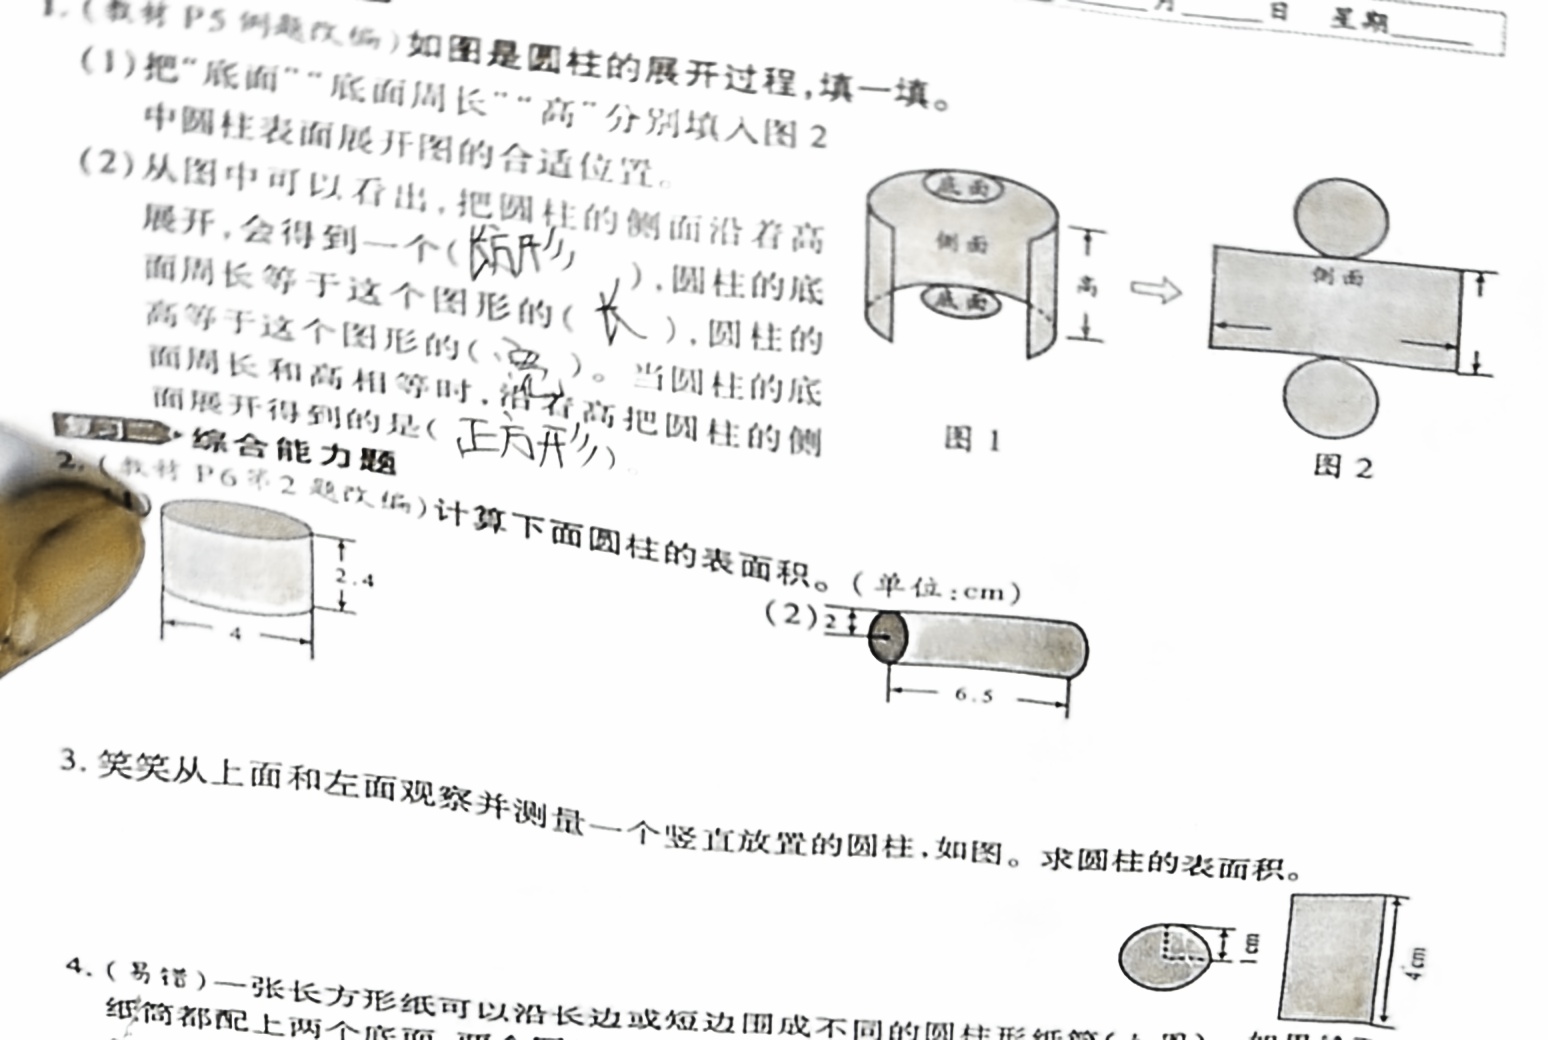 月____日 星期____
1.(教材P5例题改编)如图是圆柱的展开过程,填一填。
(1)把“底面”“底面周长”“高”分别填入图2
中圆柱表面展开图的合适位置。
(2)从图中可以看出,把圆柱的侧面沿着高
展开,会得到一个(长方形),圆柱的底
面周长等于这个图形的(长),圆柱的
高等于这个图形的(宽)。当圆柱的底
面周长和高相等时,沿着高把圆柱的侧
面展开得到的是(正方形)
底面
侧面
底面
高
图1
侧面
图2
综合能力题
2.(教材P6第2题改编)计算下面圆柱的表面积。(单位:cm)
(1)
2.4
4
(2)
2
6.5
3.笑笑从上面和左面观察并测量一个竖直放置的圆柱,如图。求圆柱的表面积。
4.(易错)一张长方形纸可以沿长边或短边围成不同的圆柱形纸筒
纸筒都配上两个底面